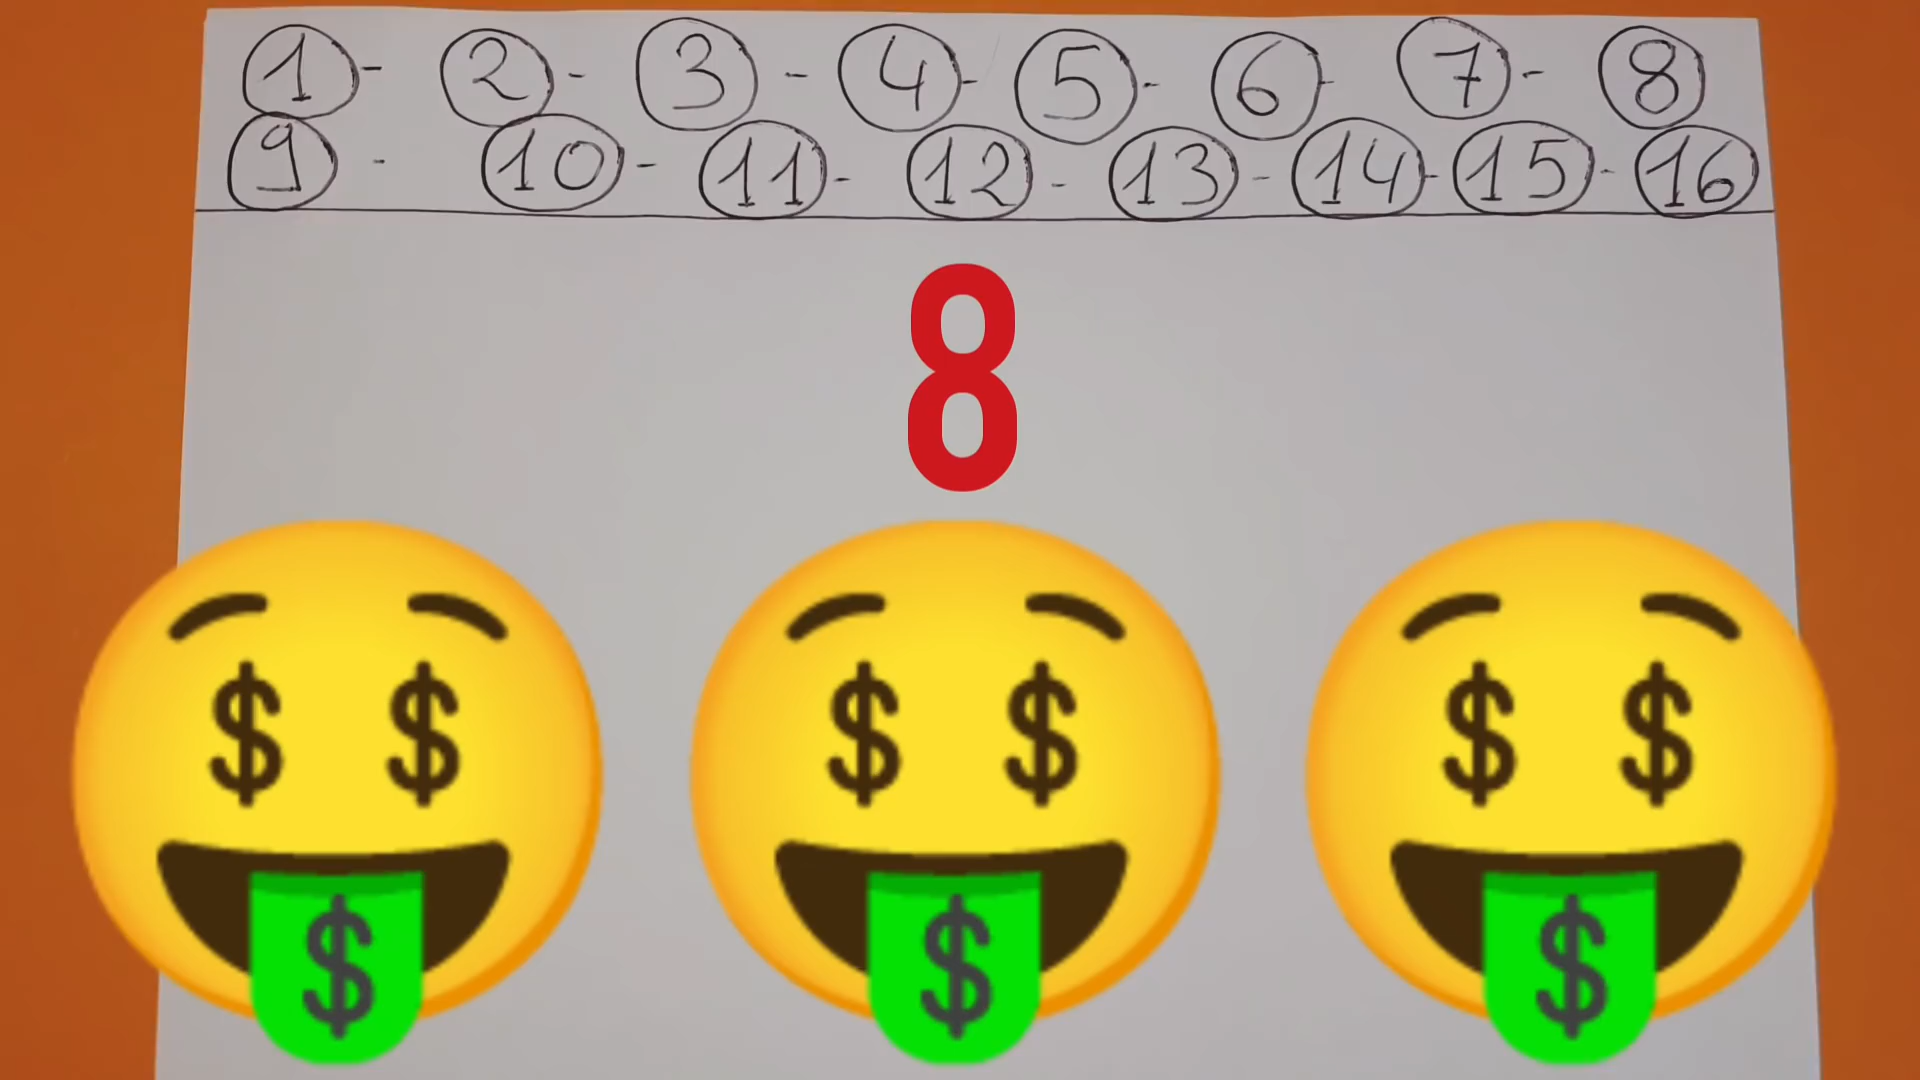 1 - 2 - 3 - 4 - 5 - 6 - 7 - 8
9 - 10 - 11 - 12 - 13 - 14 - 15 - 16
8
$ $ $ $ $ $
$ $ $